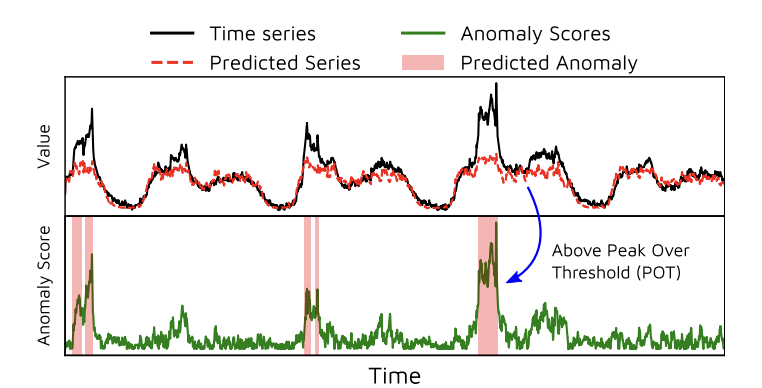 Time series
Anomaly Scores
Predicted Series
Predicted Anomaly
Value
Anomaly Score
Above Peak Over
Threshold (POT)
Time